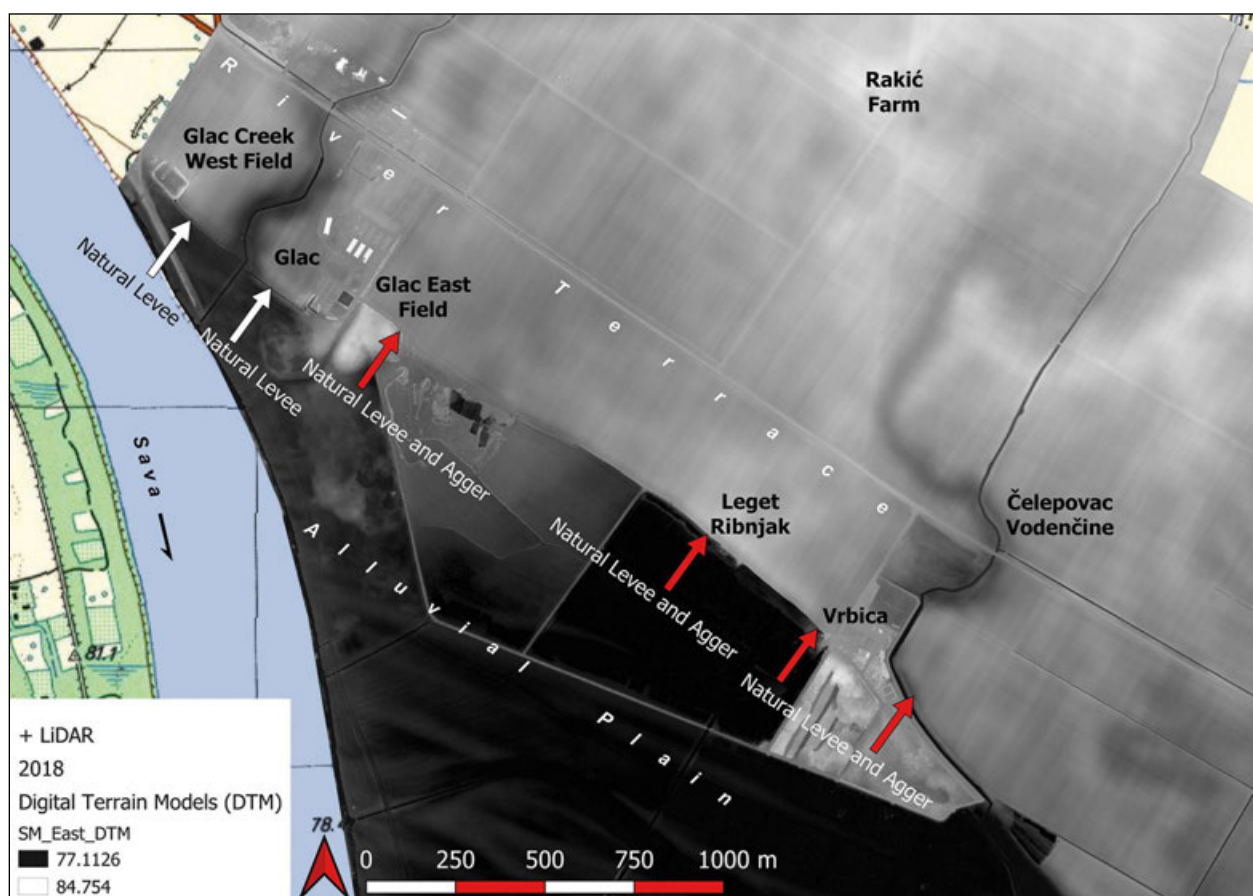 Rakić
Farm
River Terrace
Glac Creek
West Field
Natural Levee
Glac
Natural Levee
Glac East
Field
Natural Levee and Agger
Sava
Alluvial Plain
Leget
Ribnjak
Čelepovac
Vodenčine
Natural Levee and Agger
Vrbica
Natural Levee and Agger
81.1
+ LiDAR
2018
Digital Terrain Models (DTM)
SM_East_DTM
77.1126
84.754
0 250 500 750 1000 m